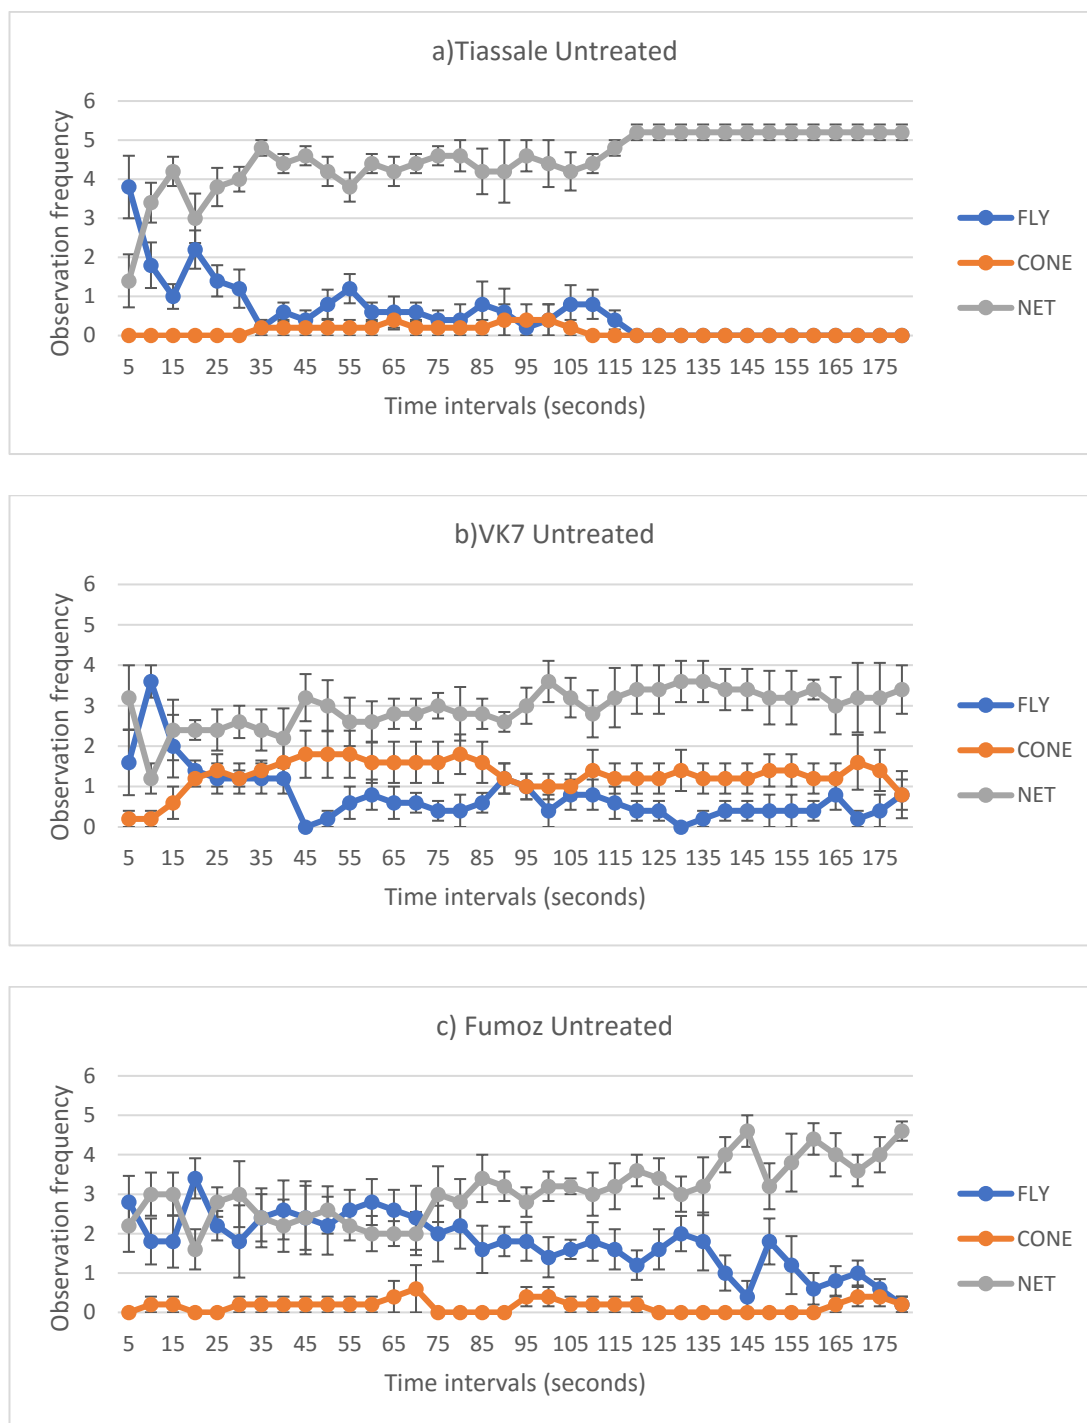 a)Tiassale Untreated
Observation frequency
6
5
4
3
2
1
0
5 15 25 35 45 55 65 75 85 95 105 115 125 135 145 155 165 175
Time intervals (seconds)
FLY
CONE
NET
b)VK7 Untreated
Observation frequency
6
5
4
3
2
1
0
5 15 25 35 45 55 65 75 85 95 105 115 125 135 145 155 165 175
Time intervals (seconds)
FLY
CONE
NET
c) Fumoz Untreated
Observation frequency
6
5
4
3
2
1
0
5 15 25 35 45 55 65 75 85 95 105 115 125 135 145 155 165 175
Time intervals (seconds)
FLY
CONE
NET